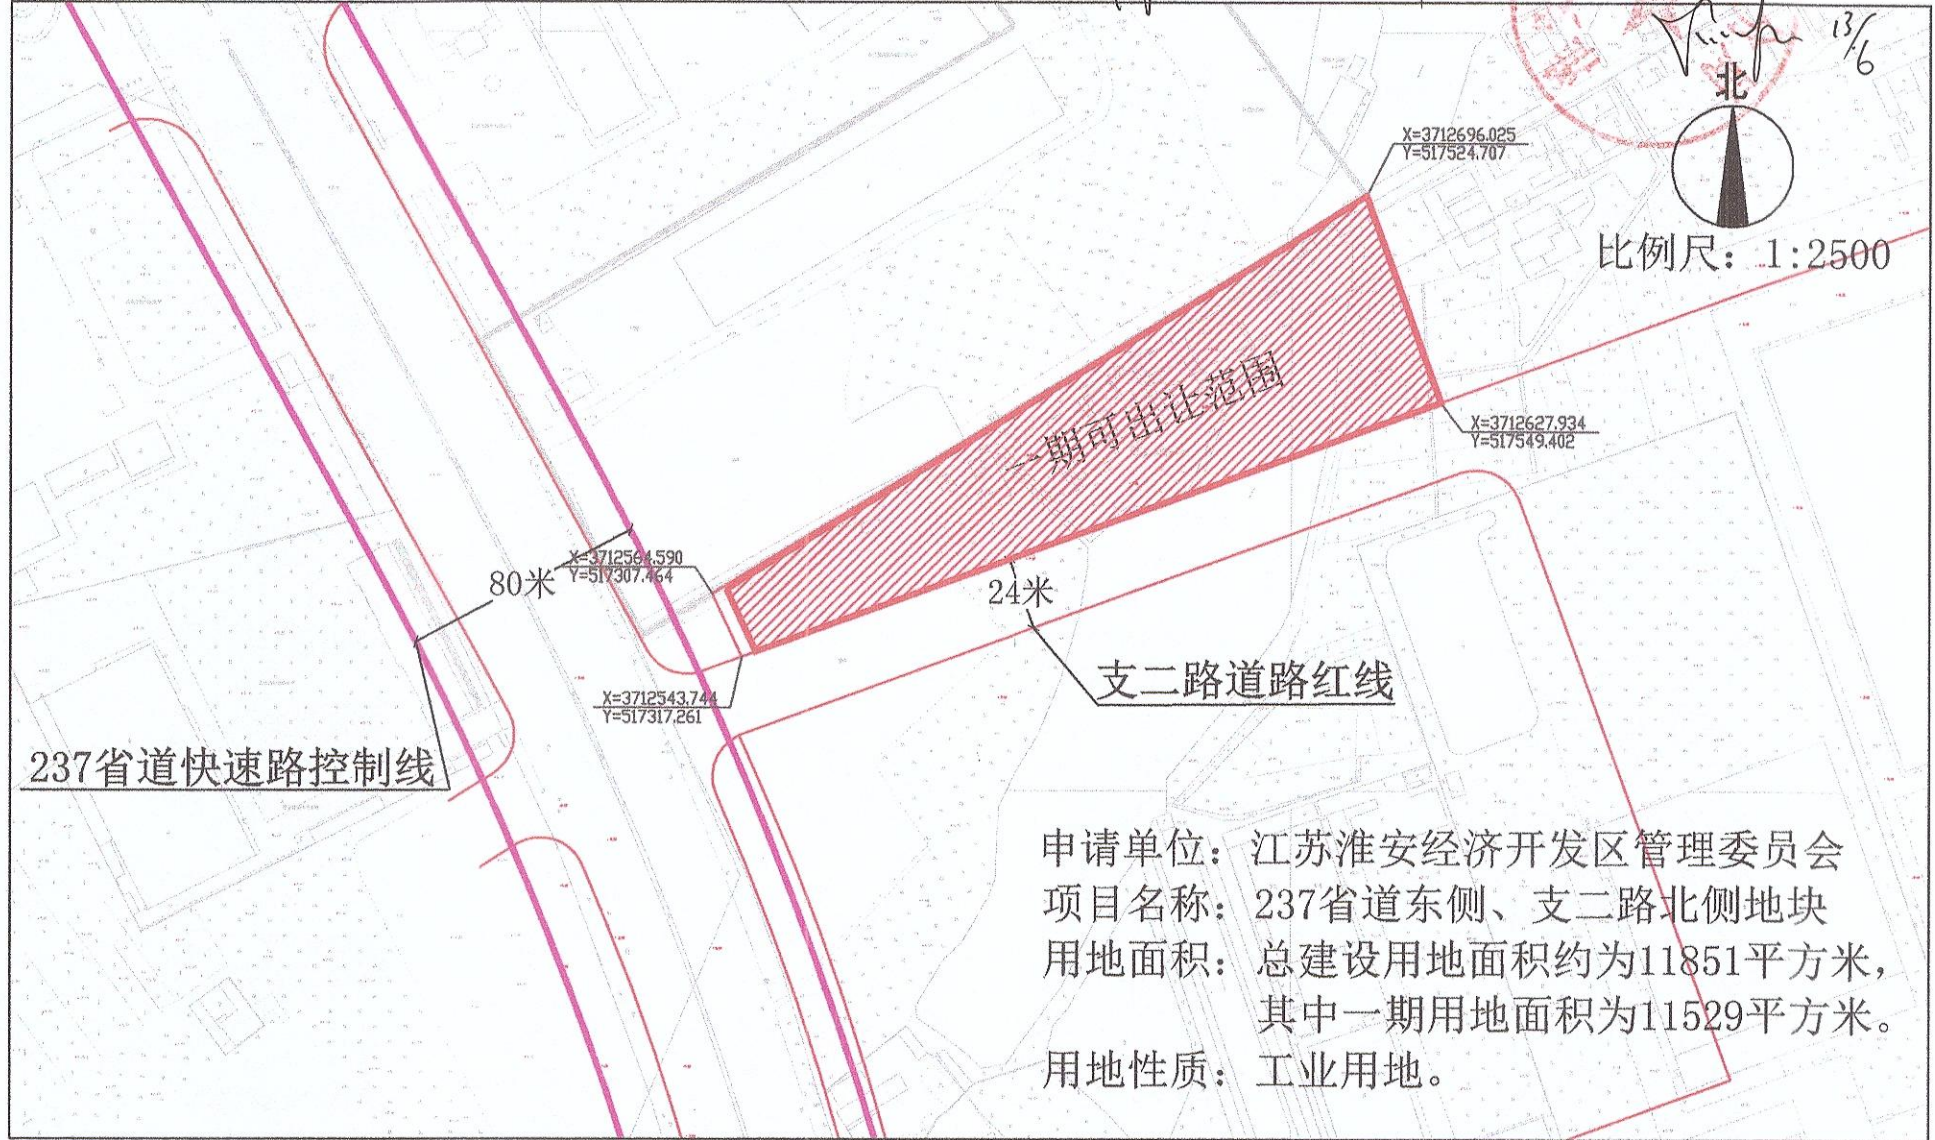 13/6
北
比例尺：1:2500
X=3712696.025
Y=517524.707
一期可出让范围
X=3712627.934
Y=517549.402
X=3712564.590
Y=517307.464
80米
24米
支二路道路红线
X=3712543.744
Y=517317.261
237省道快速路控制线
申请单位：江苏淮安经济开发区管理委员会
项目名称：237省道东侧、支二路北侧地块
用地面积：总建设用地面积约为11851平方米，
其中一期用地面积为11529平方米。
用地性质：工业用地。